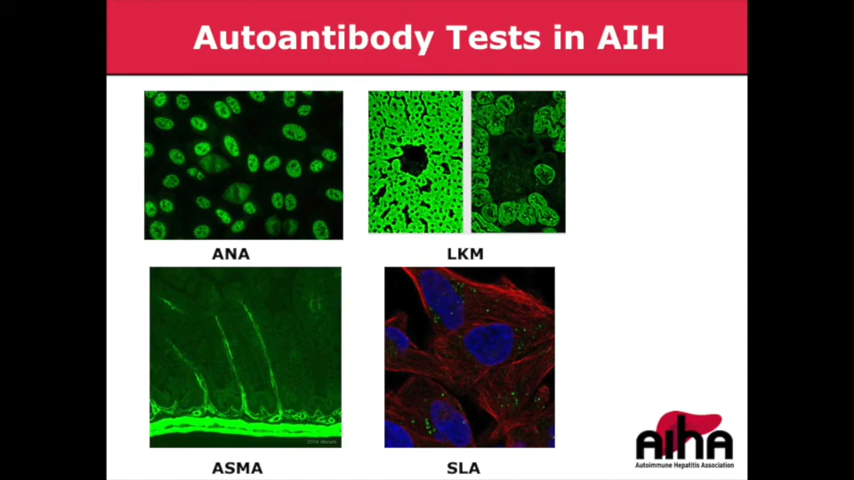 Autoantibody Tests in AIH
ANA
LKM
ASMA
SLA
AIHA
Autoimmune Hepatitis Association